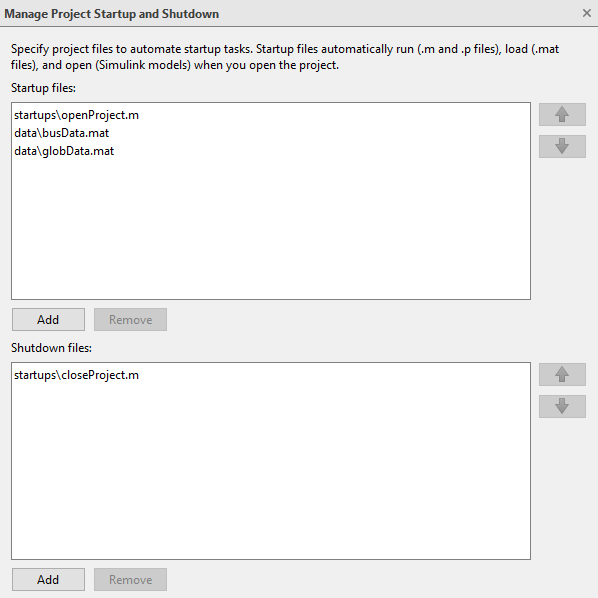 Manage Project Startup and Shutdown
Specify project files to automate startup tasks. Startup files automatically run (.m and .p files), load (.mat
files), and open (Simulink models) when you open the project.
Startup files:
startups\openProject.m
data\busData.mat
data\globData.mat
Add Remove
Shutdown files:
startups\closeProject.m
Add Remove